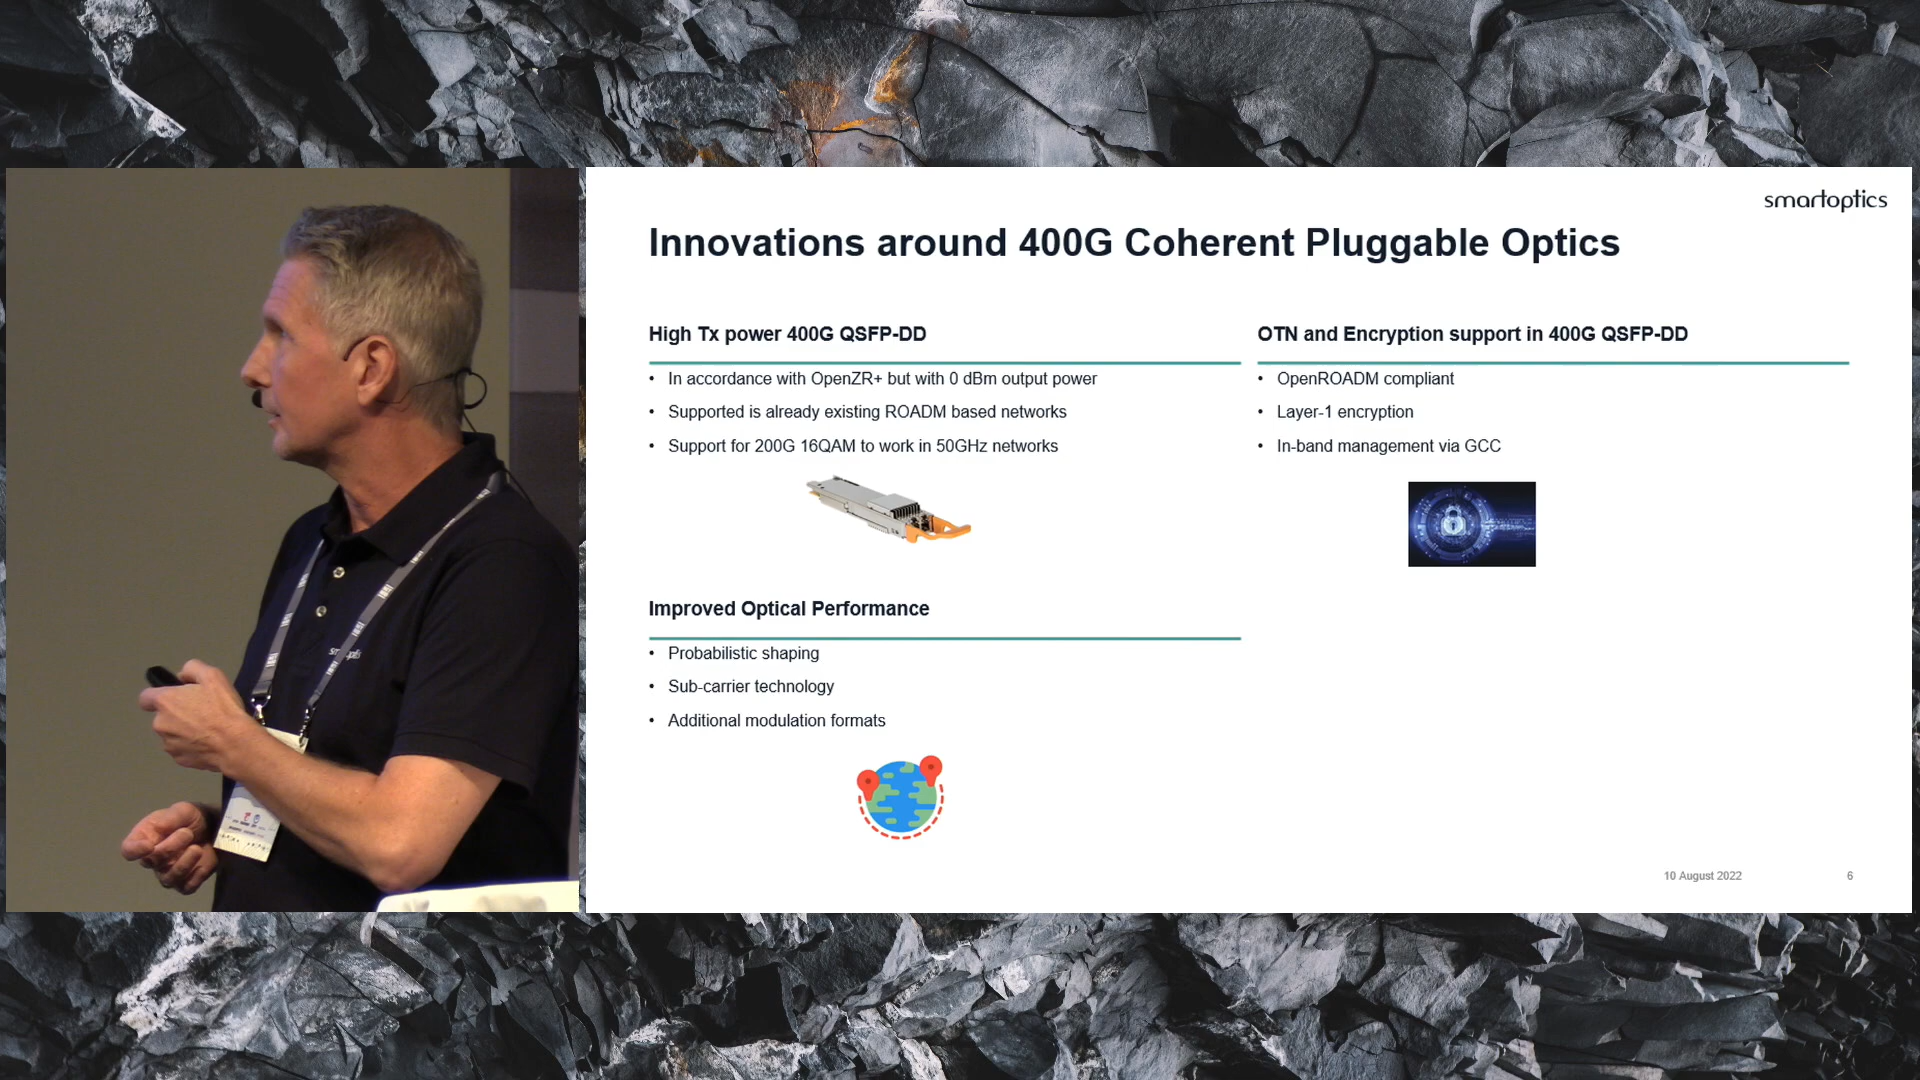 smartoptics
Innovations around 400G Coherent Pluggable Optics
High Tx power 400G QSFP-DD
• In accordance with OpenZR+ but with 0 dBm output power
• Supported is already existing ROADM based networks
• Support for 200G 16QAM to work in 50GHz networks
OTN and Encryption support in 400G QSFP-DD
• OpenROADM compliant
• Layer-1 encryption
• In-band management via GCC
Improved Optical Performance
• Probabilistic shaping
• Sub-carrier technology
• Additional modulation formats
10 August 2022
6